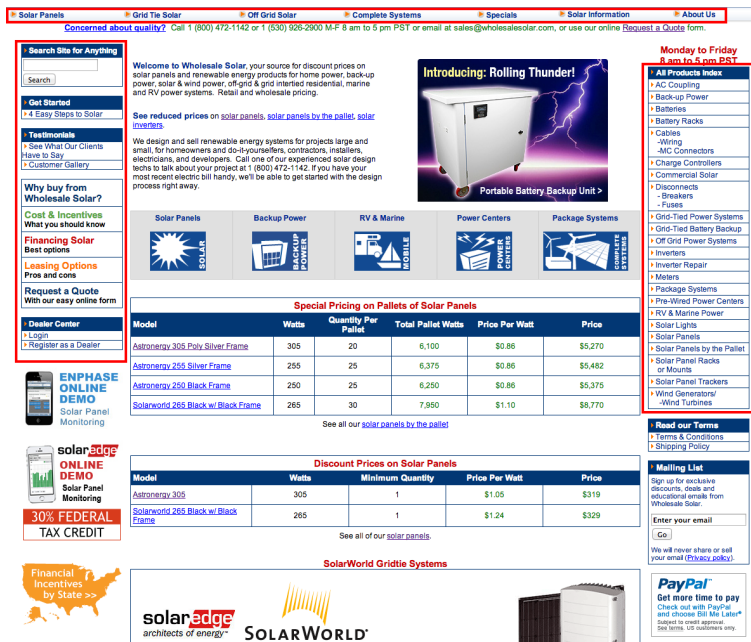 Solar Panels Grid Tie Solar Off Grid Solar Complete Systems Specials Solar Information About Us
Concerned about quality? Call 1 (800) 472-1142 or 1 (530) 926-2900 M-F 8 am to 5 pm PST or email at sales@wholesalesolar.com, or use our online Request a Quote form.
Search Site for Anything
Search
Get Started
4 Easy Steps to Solar
Testimonials
See What Our Clients
Have to Say
Customer Gallery
Why buy from
Wholesale Solar?
Cost & Incentives
What you should know
Financing Solar
Best options
Leasing Options
Pros and cons
Request a Quote
With our easy online form
Dealer Center
Login
Register as a Dealer
ENPHASE
ONLINE
DEMO
Solar Panel
Monitoring
solaredge
ONLINE
DEMO
Solar Panel
Monitoring
30% FEDERAL
TAX CREDIT
Financial
Incentives
by State >>
Welcome to Wholesale Solar, your source for discount prices on
solar panels and renewable energy products for home power, back-up
power, solar & wind power, off-grid & grid intertied residential, marine
and RV power systems. Retail and wholesale pricing.
See reduced prices on solar panels, solar panels by the pallet, solar
inverters.
We design and sell renewable energy systems for projects large and
small, for homeowners and do-it-yourselfers, contractors, installers,
electricians, and developers. Call one of our experienced solar design
techs to talk about your project at 1 (800) 472-1142. If you have your
most recent electric bill handy, we'll be able to get started with the design
process right away.
Introducing: Rolling Thunder!
Portable Battery Backup Unit >
Solar Panels Backup Power RV & Marine Power Centers Package Systems
SOLAR
BACKUP
POWER
MOBILE
POWER
CENTERS
COMPLETE
SYSTEMS
Special Pricing on Pallets of Solar Panels
Model Watts Quantity Per Pallet Total Pallet Watts Price Per Watt Price
Astronergy 305 Poly Silver Frame 305 20 6,100 $0.86 $5,270
Astronergy 255 Silver Frame 255 25 6,375 $0.86 $5,482
Astronergy 250 Black Frame 250 25 6,250 $0.86 $5,375
Solarworld 265 Black w/ Black Frame 265 30 7,950 $1.10 $8,770
See all our solar panels by the pallet
Discount Prices on Solar Panels
Model Watts Minimum Quantity Price Per Watt Price
Astronergy 305 305 1 $1.05 $319
Solarworld 265 Black w/ Black
Frame 265 1 $1.24 $329
See all of our solar panels.
SolarWorld Gridtie Systems
solaredge
architects of energy™
SOLARWORLD®
Monday to Friday
8 am to 5 pm PST
All Products Index
AC Coupling
Back-up Power
Batteries
Battery Racks
Cables
-Wiring
-MC Connectors
Charge Controllers
Commercial Solar
Disconnects
- Breakers
- Fuses
Grid-Tied Power Systems
Grid-Tied Battery Backup
Off Grid Power Systems
Inverters
Inverter Repair
Meters
Package Systems
Pre-Wired Power Centers
RV & Marine Power
Solar Lights
Solar Panels
Solar Panels by the Pallet
Solar Panel Racks
or Mounts
Solar Panel Trackers
Wind Generators/
-Wind Turbines
Read our Terms
Terms & Conditions
Shipping Policy
Mailing List
Sign up for exclusive
discounts, deals and
educational emails from
Wholesale Solar.
Enter your email
Go
We will never share or sell
your email (Privacy policy).
PayPal™
Get more time to pay
Check out with PayPal
and choose Bill Me Later®
Subject to credit approval.
See terms. US customers only.